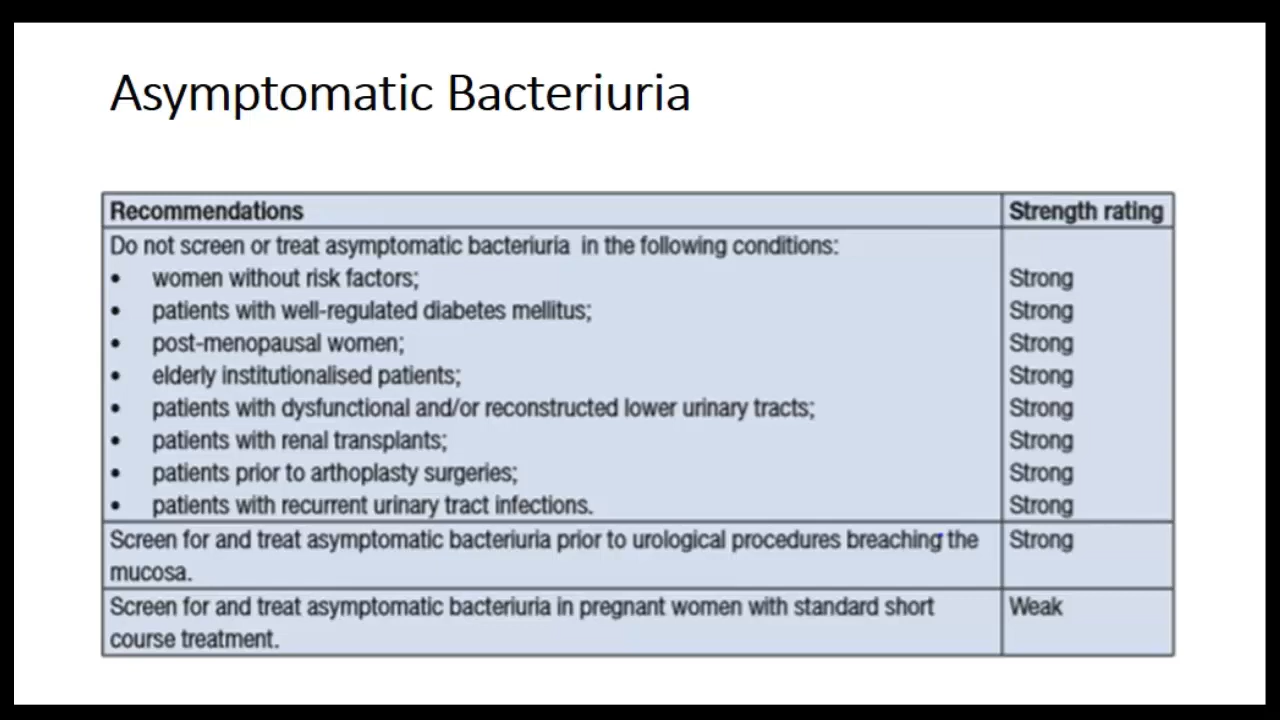 Asymptomatic Bacteriuria
Recommendations Strength rating
Do not screen or treat asymptomatic bacteriuria in the following conditions:
• women without risk factors; Strong
• patients with well-regulated diabetes mellitus; Strong
• post-menopausal women; Strong
• elderly institutionalised patients; Strong
• patients with dysfunctional and/or reconstructed lower urinary tracts; Strong
• patients with renal transplants; Strong
• patients prior to arthoplasty surgeries; Strong
• patients with recurrent urinary tract infections. Strong
Screen for and treat asymptomatic bacteriuria prior to urological procedures breaching the Strong
mucosa.
Screen for and treat asymptomatic bacteriuria in pregnant women with standard short Weak
course treatment.